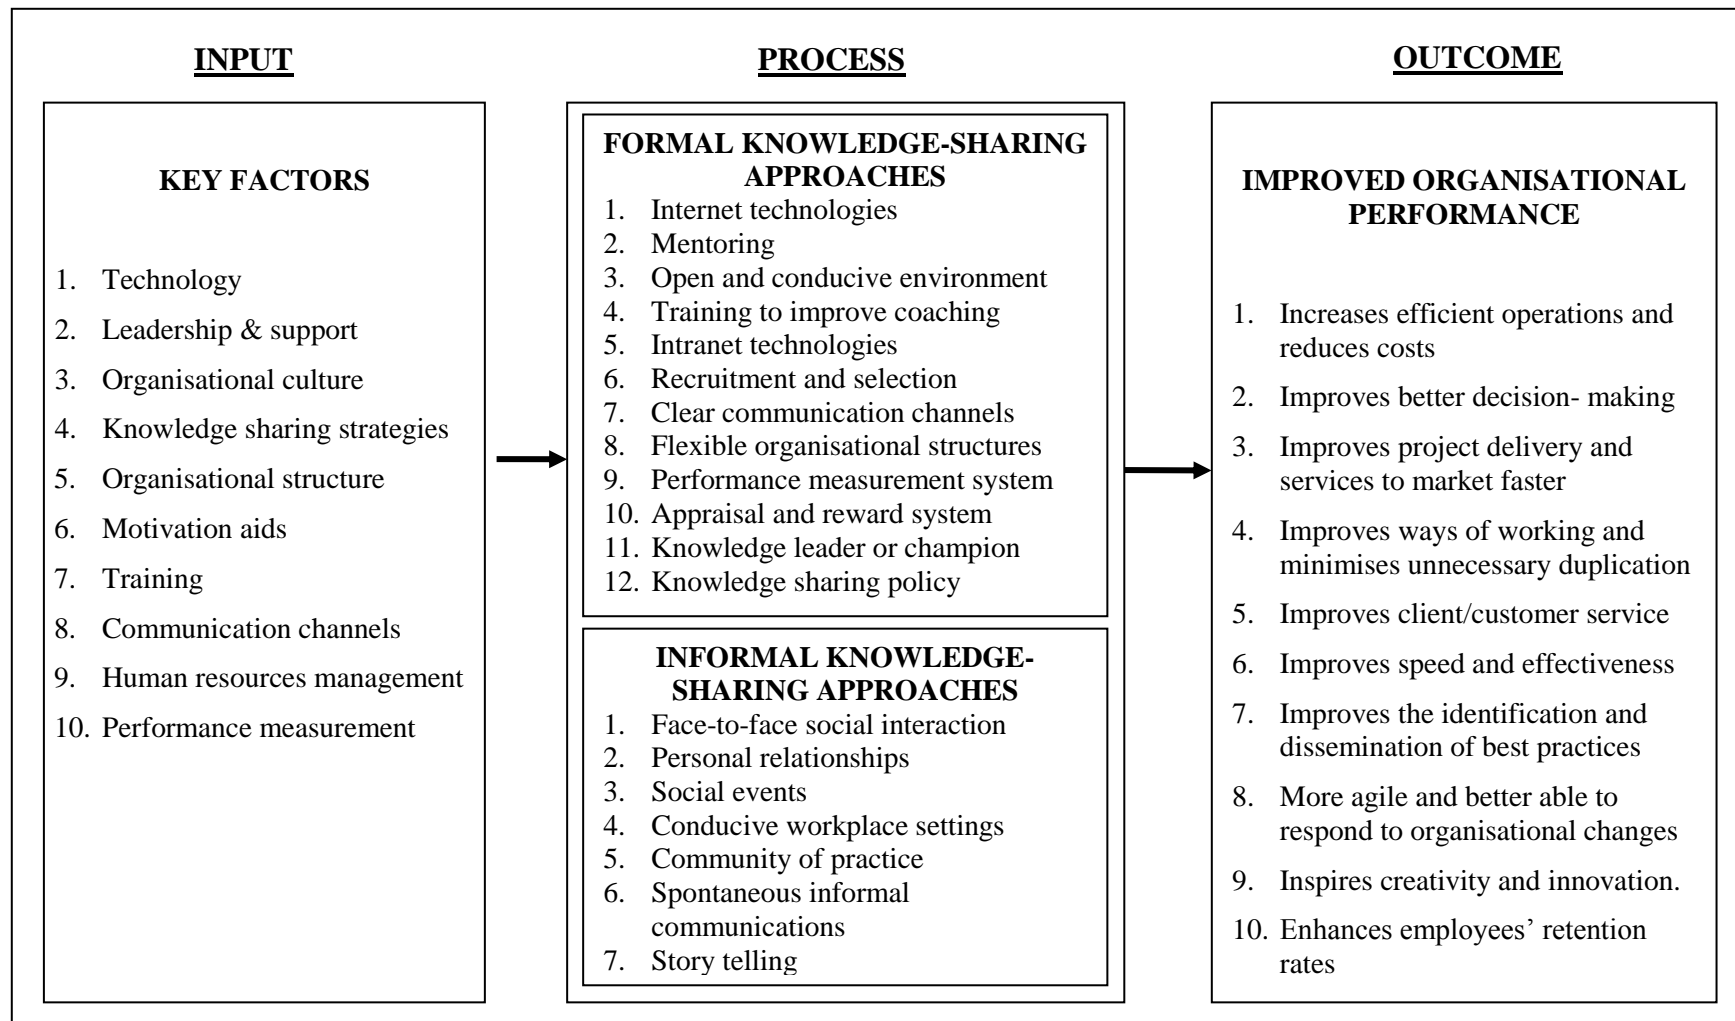 INPUT
KEY FACTORS
1. Technology
2. Leadership & support
3. Organisational culture
4. Knowledge sharing strategies
5. Organisational structure
6. Motivation aids
7. Training
8. Communication channels
9. Human resources management
10. Performance measurement
PROCESS
FORMAL KNOWLEDGE-SHARING
APPROACHES
1. Internet technologies
2. Mentoring
3. Open and conducive environment
4. Training to improve coaching
5. Intranet technologies
6. Recruitment and selection
7. Clear communication channels
8. Flexible organisational structures
9. Performance measurement system
10. Appraisal and reward system
11. Knowledge leader or champion
12. Knowledge sharing policy
INFORMAL KNOWLEDGE-
SHARING APPROACHES
1. Face-to-face social interaction
2. Personal relationships
3. Social events
4. Conducive workplace settings
5. Community of practice
6. Spontaneous informal
communications
7. Story telling
OUTCOME
IMPROVED ORGANISATIONAL
PERFORMANCE
1. Increases efficient operations and
reduces costs
2. Improves better decision- making
3. Improves project delivery and
services to market faster
4. Improves ways of working and
minimises unnecessary duplication
5. Improves client/customer service
6. Improves speed and effectiveness
7. Improves the identification and
dissemination of best practices
8. More agile and better able to
respond to organisational changes
9. Inspires creativity and innovation.
10. Enhances employees’ retention
rates